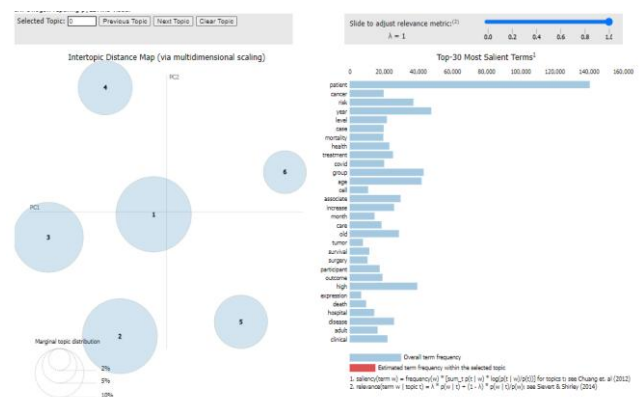 Selected Topic: 0 Previous Topic Next Topic Clear Topic
Slide to adjust relevance metric:(2)
λ = 1
0.0 0.2 0.4 0.6 0.8 1.0
Intertopic Distance Map (via multidimensional scaling)
PC2
PC1
4
6
1
3
2
5
Marginal topic distribution
2%
5%
10%
Top-30 Most Salient Terms1
0 20,000 40,000 60,000 80,000 100,000 120,000 140,000 160,000
patient
cancer
risk
year
level
case
mortality
health
treatment
covid
group
age
cell
associate
increase
month
care
old
tumor
survival
surgery
participant
outcome
high
expression
death
hospital
disease
adult
clinical
Overall term frequency
Estimated term frequency within the selected topic
1. saliency(term w) = frequency(w) * [sum_t p(t | w) * log(p(t | w)/p(t))] for topics t; see Chuang et. al (2012)
2. relevance(term w | topic t) = λ * p(w | t) + (1 - λ) * p(w | t)/p(w); see Sievert & Shirley (2014)